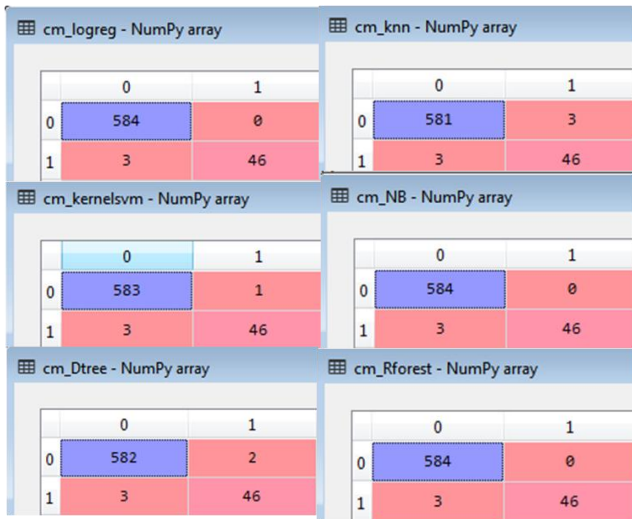 cm_logreg - NumPy array
0 1
0 584 0
1 3 46
cm_knn - NumPy array
0 1
0 581 3
1 3 46
cm_kernelsvm - NumPy array
0 1
0 583 1
1 3 46
cm_NB - NumPy array
0 1
0 584 0
1 3 46
cm_Dtree - NumPy array
0 1
0 582 2
1 3 46
cm_Rforest - NumPy array
0 1
0 584 0
1 3 46